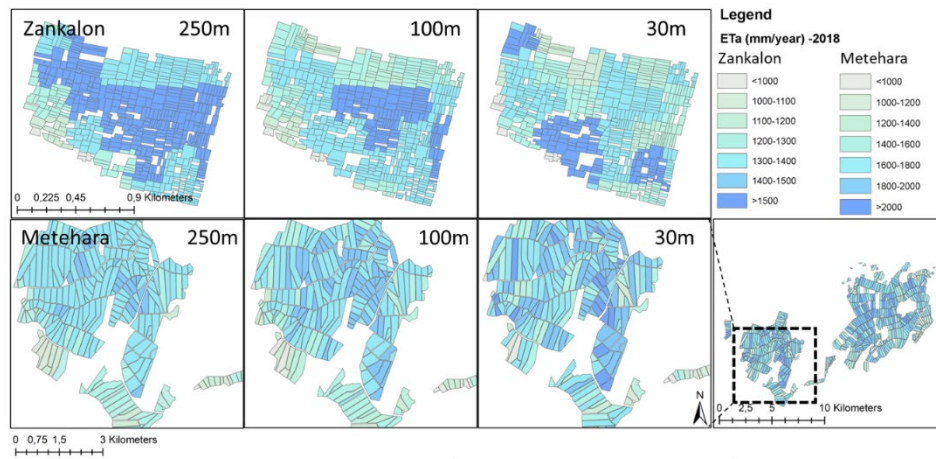 Zankalon 250m
100m
30m
0 0,225 0,45 0,9 Kilometers
Legend
ETa (mm/year) -2018
Zankalon Metehara
<1000 <1000
1000-1100 1000-1200
1100-1200 1200-1400
1200-1300 1400-1600
1300-1400 1600-1800
1400-1500 1800-2000
>1500 >2000
Metehara 250m
100m
30m
N
0 2,5 5 10 Kilometers
0 0,75 1,5 3 Kilometers